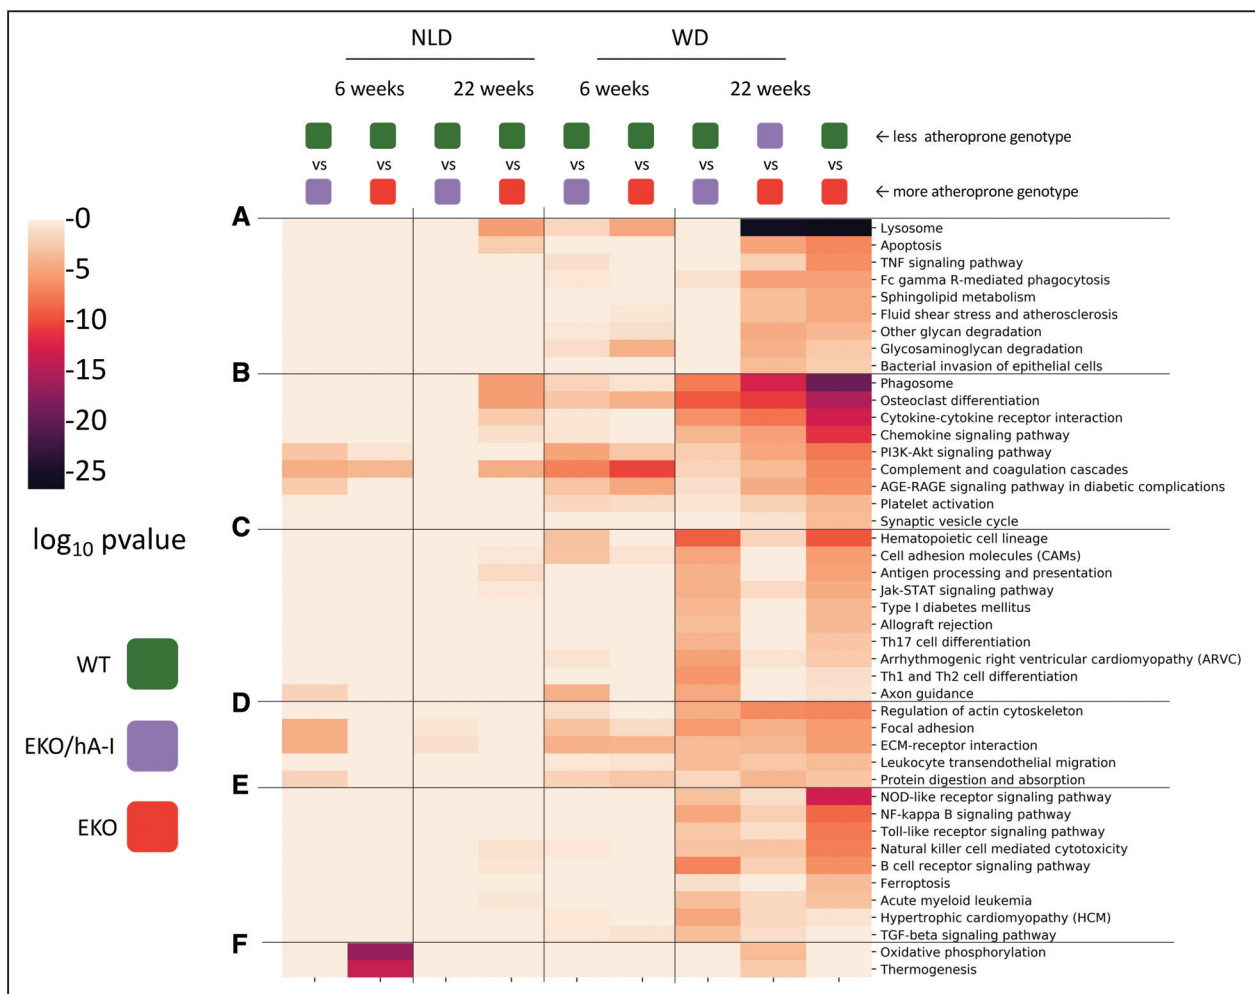 NLD WD
6 weeks 22 weeks 6 weeks 22 weeks
← less atheroprone genotype
vs vs vs vs vs vs vs vs vs
← more atheroprone genotype
A
Lysosome
Apoptosis
TNF signaling pathway
Fc gamma R-mediated phagocytosis
Sphingolipid metabolism
Fluid shear stress and atherosclerosis
Other glycan degradation
Glycosaminoglycan degradation
Bacterial invasion of epithelial cells
B
Phagosome
Osteoclast differentiation
Cytokine-cytokine receptor interaction
Chemokine signaling pathway
PI3K-Akt signaling pathway
Complement and coagulation cascades
AGE-RAGE signaling pathway in diabetic complications
Platelet activation
Synaptic vesicle cycle
C
Hematopoietic cell lineage
Cell adhesion molecules (CAMs)
Antigen processing and presentation
Jak-STAT signaling pathway
Type I diabetes mellitus
Allograft rejection
Th17 cell differentiation
Arrhythmogenic right ventricular cardiomyopathy (ARVC)
Th1 and Th2 cell differentiation
Axon guidance
D
Regulation of actin cytoskeleton
Focal adhesion
ECM-receptor interaction
Leukocyte transendothelial migration
Protein digestion and absorption
E
NOD-like receptor signaling pathway
NF-kappa B signaling pathway
Toll-like receptor signaling pathway
Natural killer cell mediated cytotoxicity
B cell receptor signaling pathway
Ferroptosis
Acute myeloid leukemia
Hypertrophic cardiomyopathy (HCM)
TGF-beta signaling pathway
F
Oxidative phosphorylation
Thermogenesis
-0
-5
-10
-15
-20
-25
log10 pvalue
WT
EKO/hA-I
EKO